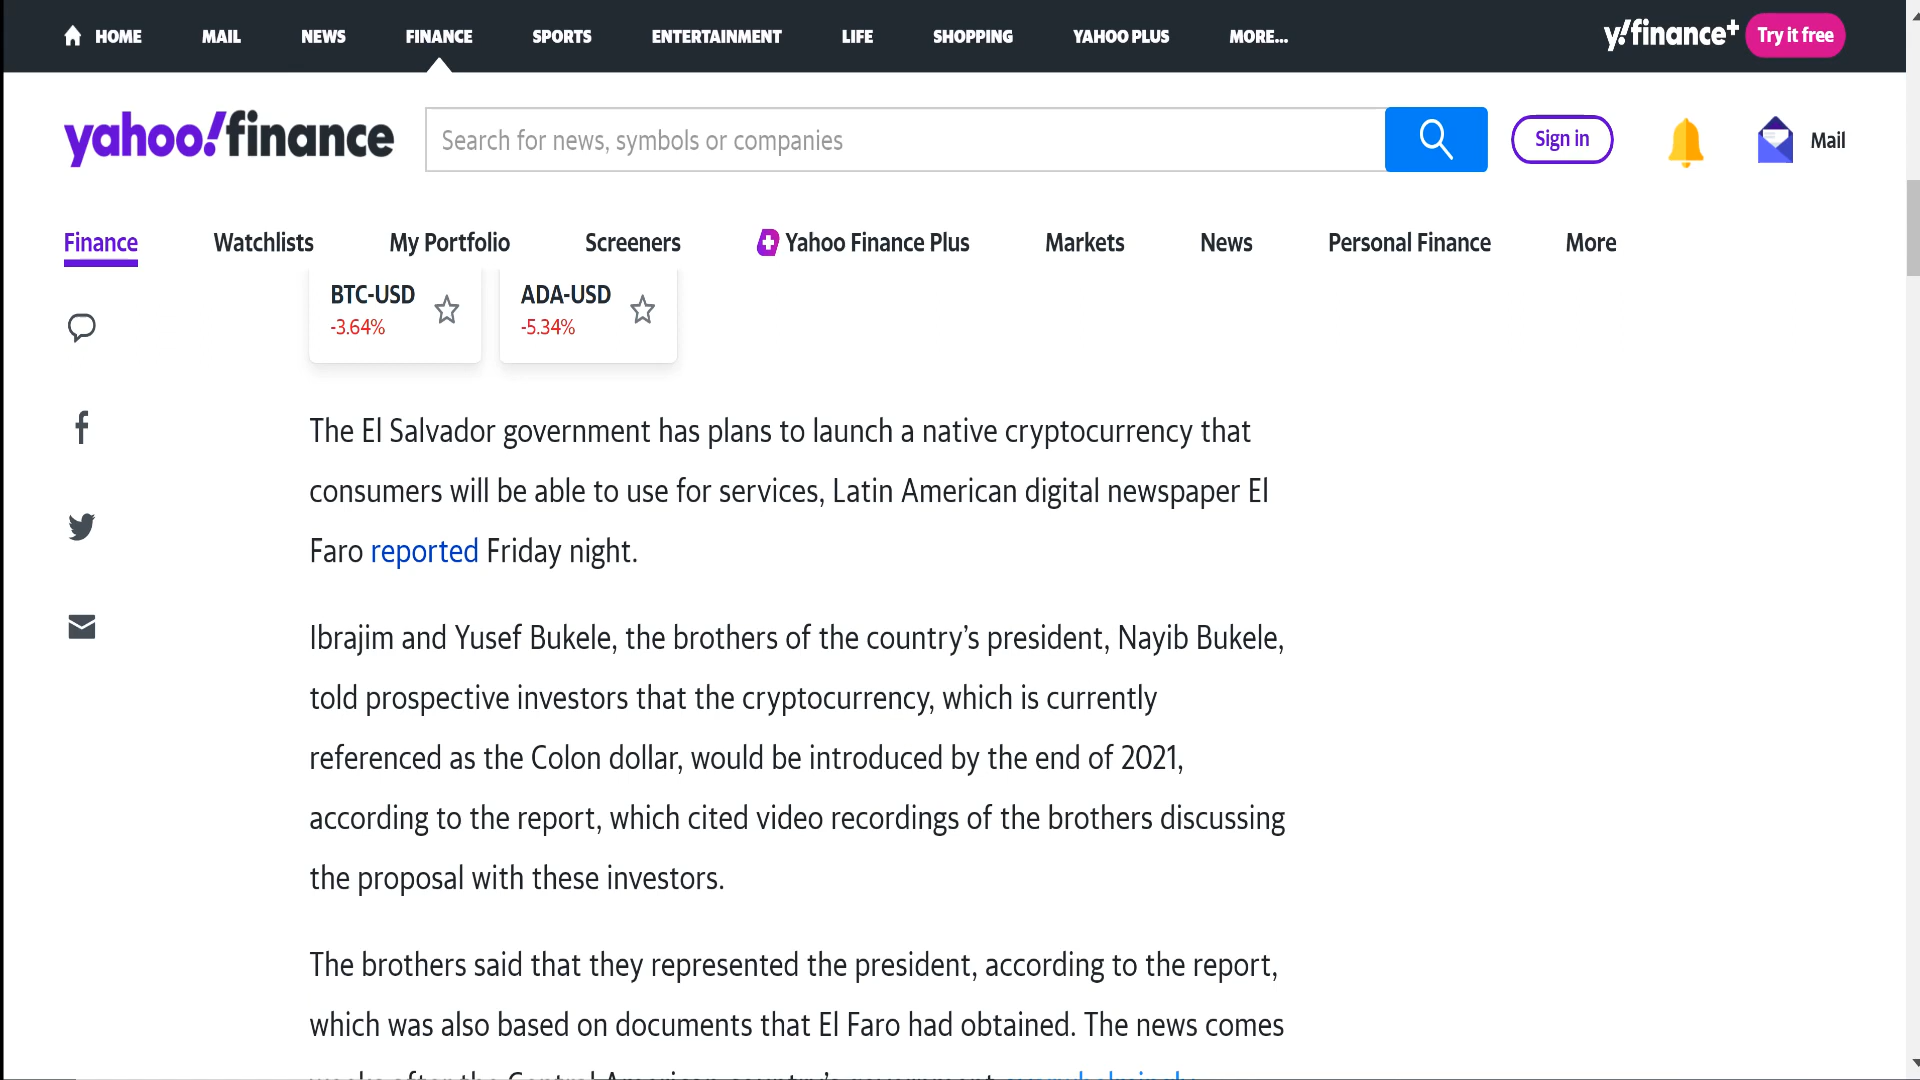 HOME MAIL NEWS FINANCE SPORTS ENTERTAINMENT LIFE SHOPPING YAHOO PLUS MORE... y!finance+ Try it free
yahoo!finance Search for news, symbols or companies Sign in Mail
Finance Watchlists My Portfolio Screeners Yahoo Finance Plus Markets News Personal Finance More
BTC-USD ADA-USD
-3.64% -5.34%
The El Salvador government has plans to launch a native cryptocurrency that
consumers will be able to use for services, Latin American digital newspaper El
Faro reported Friday night.
Ibrajim and Yusef Bukele, the brothers of the country’s president, Nayib Bukele,
told prospective investors that the cryptocurrency, which is currently
referenced as the Colon dollar, would be introduced by the end of 2021,
according to the report, which cited video recordings of the brothers discussing
the proposal with these investors.
The brothers said that they represented the president, according to the report,
which was also based on documents that El Faro had obtained. The news comes
weeks after the Central American country’s government overwhelmingly